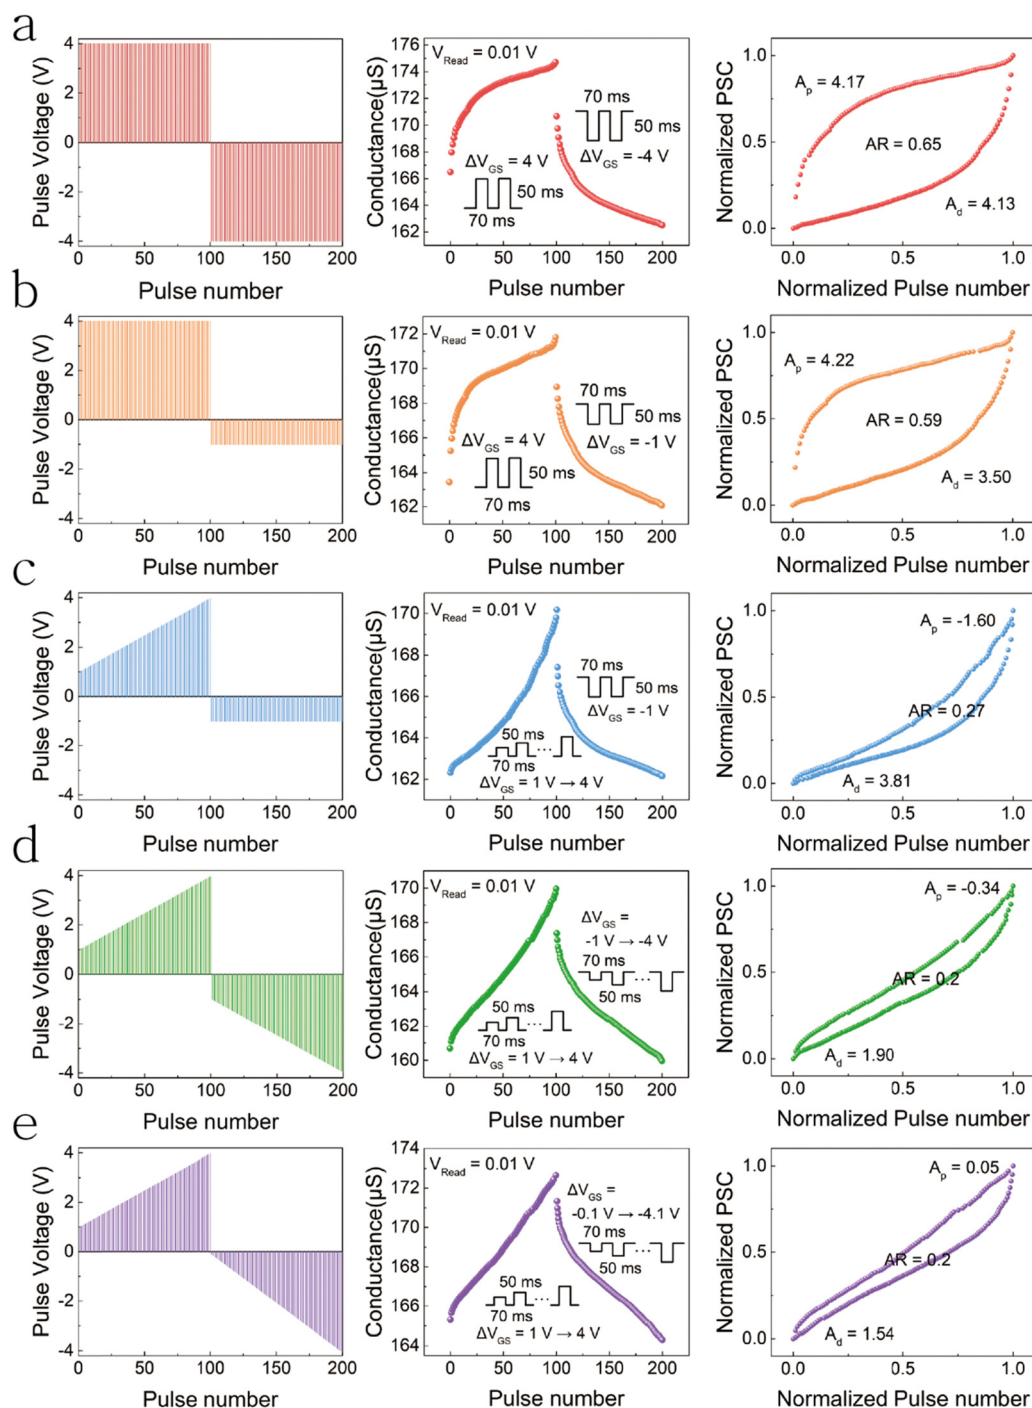 a
4
2
0
-2
-4
0
50
100
150
200
Pulse Voltage (V)
Pulse number
176
174
172
170
168
166
164
162
0
50
100
150
200
Conductance(µS)
Pulse number
V_Read = 0.01 V
70 ms
50 ms
ΔV_GS = -4 V
ΔV_GS = 4 V
50 ms
70 ms
1.0
0.5
0.0
0.0
0.5
1.0
Normalized PSC
Normalized Pulse number
A_p = 4.17
AR = 0.65
A_d = 4.13
b
4
2
0
-2
-4
0
50
100
150
200
Pulse Voltage (V)
Pulse number
172
170
168
166
164
162
0
50
100
150
200
Conductance(µS)
Pulse number
V_Read = 0.01 V
70 ms
50 ms
ΔV_GS = -1 V
ΔV_GS = 4 V
50 ms
70 ms
1.0
0.5
0.0
0.0
0.5
1.0
Normalized PSC
Normalized Pulse number
A_p = 4.22
AR = 0.59
A_d = 3.50
c
4
2
0
-2
-4
0
50
100
150
200
Pulse Voltage (V)
Pulse number
170
168
166
164
162
0
50
100
150
200
Conductance(µS)
Pulse number
V_Read = 0.01 V
70 ms
50 ms
ΔV_GS = -1 V
50 ms
70 ms
ΔV_GS = 1 V → 4 V
1.0
0.5
0.0
0.0
0.5
1.0
Normalized PSC
Normalized Pulse number
A_p = -1.60
AR = 0.27
A_d = 3.81
d
4
2
0
-2
-4
0
50
100
150
200
Pulse Voltage (V)
Pulse number
170
168
166
164
162
160
0
50
100
150
200
Conductance(µS)
Pulse number
V_Read = 0.01 V
ΔV_GS =
-1 V → -4 V
70 ms
50 ms
50 ms
70 ms
ΔV_GS = 1 V → 4 V
1.0
0.5
0.0
0.0
0.5
1.0
Normalized PSC
Normalized Pulse number
A_p = -0.34
AR = 0.2
A_d = 1.90
e
4
2
0
-2
-4
0
50
100
150
200
Pulse Voltage (V)
Pulse number
174
172
170
168
166
164
0
50
100
150
200
Conductance(µS)
Pulse number
V_Read = 0.01 V
ΔV_GS =
-0.1 V → -4.1 V
70 ms
50 ms
50 ms
70 ms
ΔV_GS = 1 V → 4 V
1.0
0.5
0.0
0.0
0.5
1.0
Normalized PSC
Normalized Pulse number
A_p = 0.05
AR = 0.2
A_d = 1.54